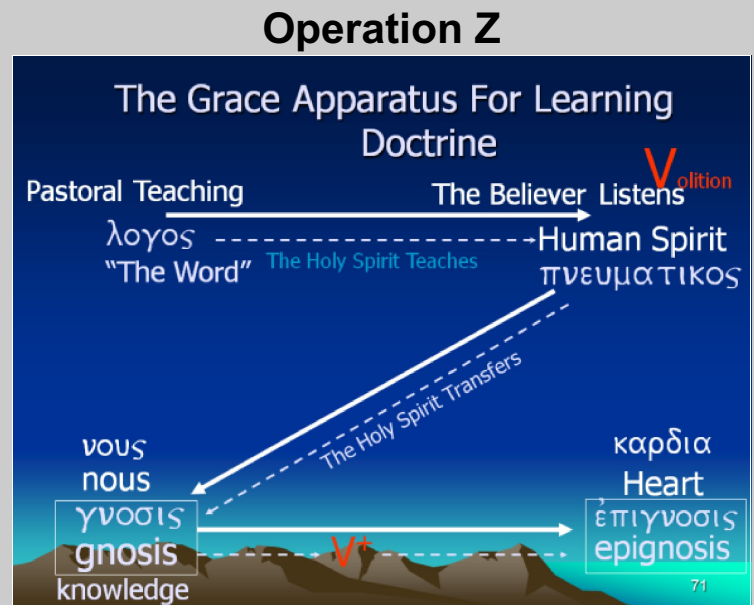 Operation Z
The Grace Apparatus For Learning
Doctrine
Volition
Pastoral Teaching
The Believer Listens
λογος
"The Word"
The Holy Spirit Teaches
Human Spirit
πνευματικος
The Holy Spirit Transfers
νους
nous
γνοσις
gnosis
knowledge
V+
καρδια
Heart
ἐπιγνοσις
epignosis
71